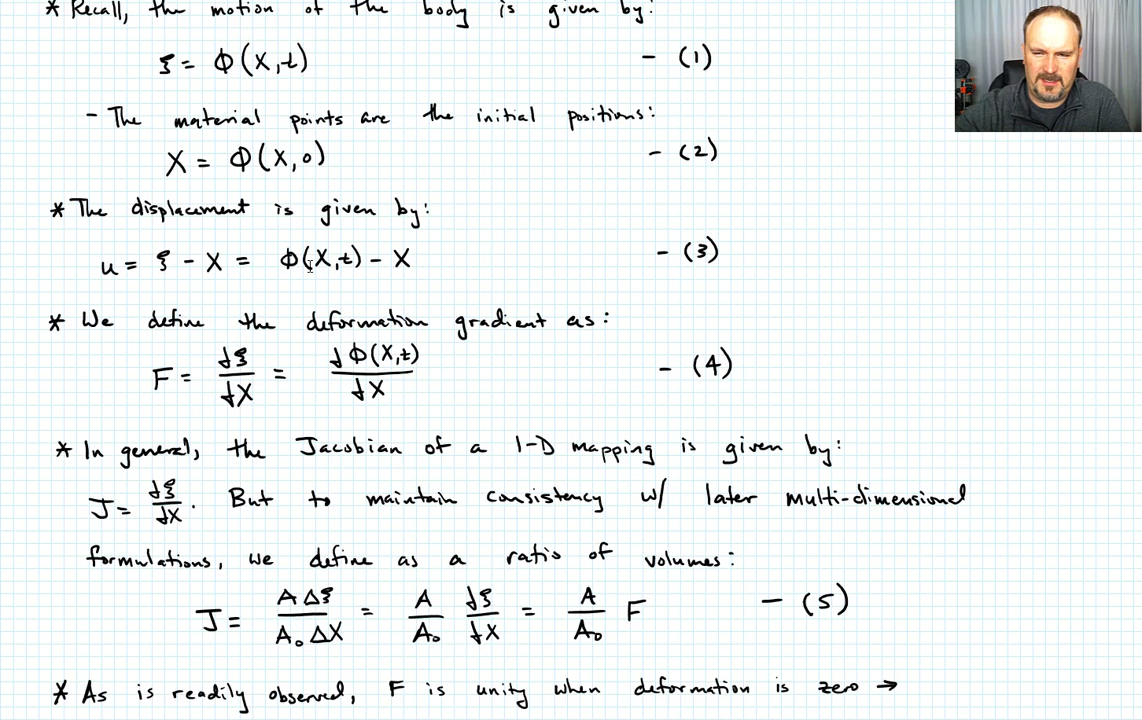 * Recall, the motion of the body is given by:
ξ = Φ(X,t) - (1)
- The material points are the initial positions:
X = Φ(X,0) - (2)
* The displacement is given by:
u = ξ - X = Φ(X,t) - X - (3)
* We define the deformation gradient as:
F = dξ/dX = dΦ(X,t)/dX - (4)
* In general, the Jacobian of a 1-D mapping is given by:
J = dξ/dX. But to maintain consistency w/ later multi-dimensional
formulations, we define as a ratio of volumes:
J = AΔξ/A₀ΔX = A/A₀ dξ/dX = A/A₀ F - (5)
* As is readily observed, F is unity when deformation is zero →